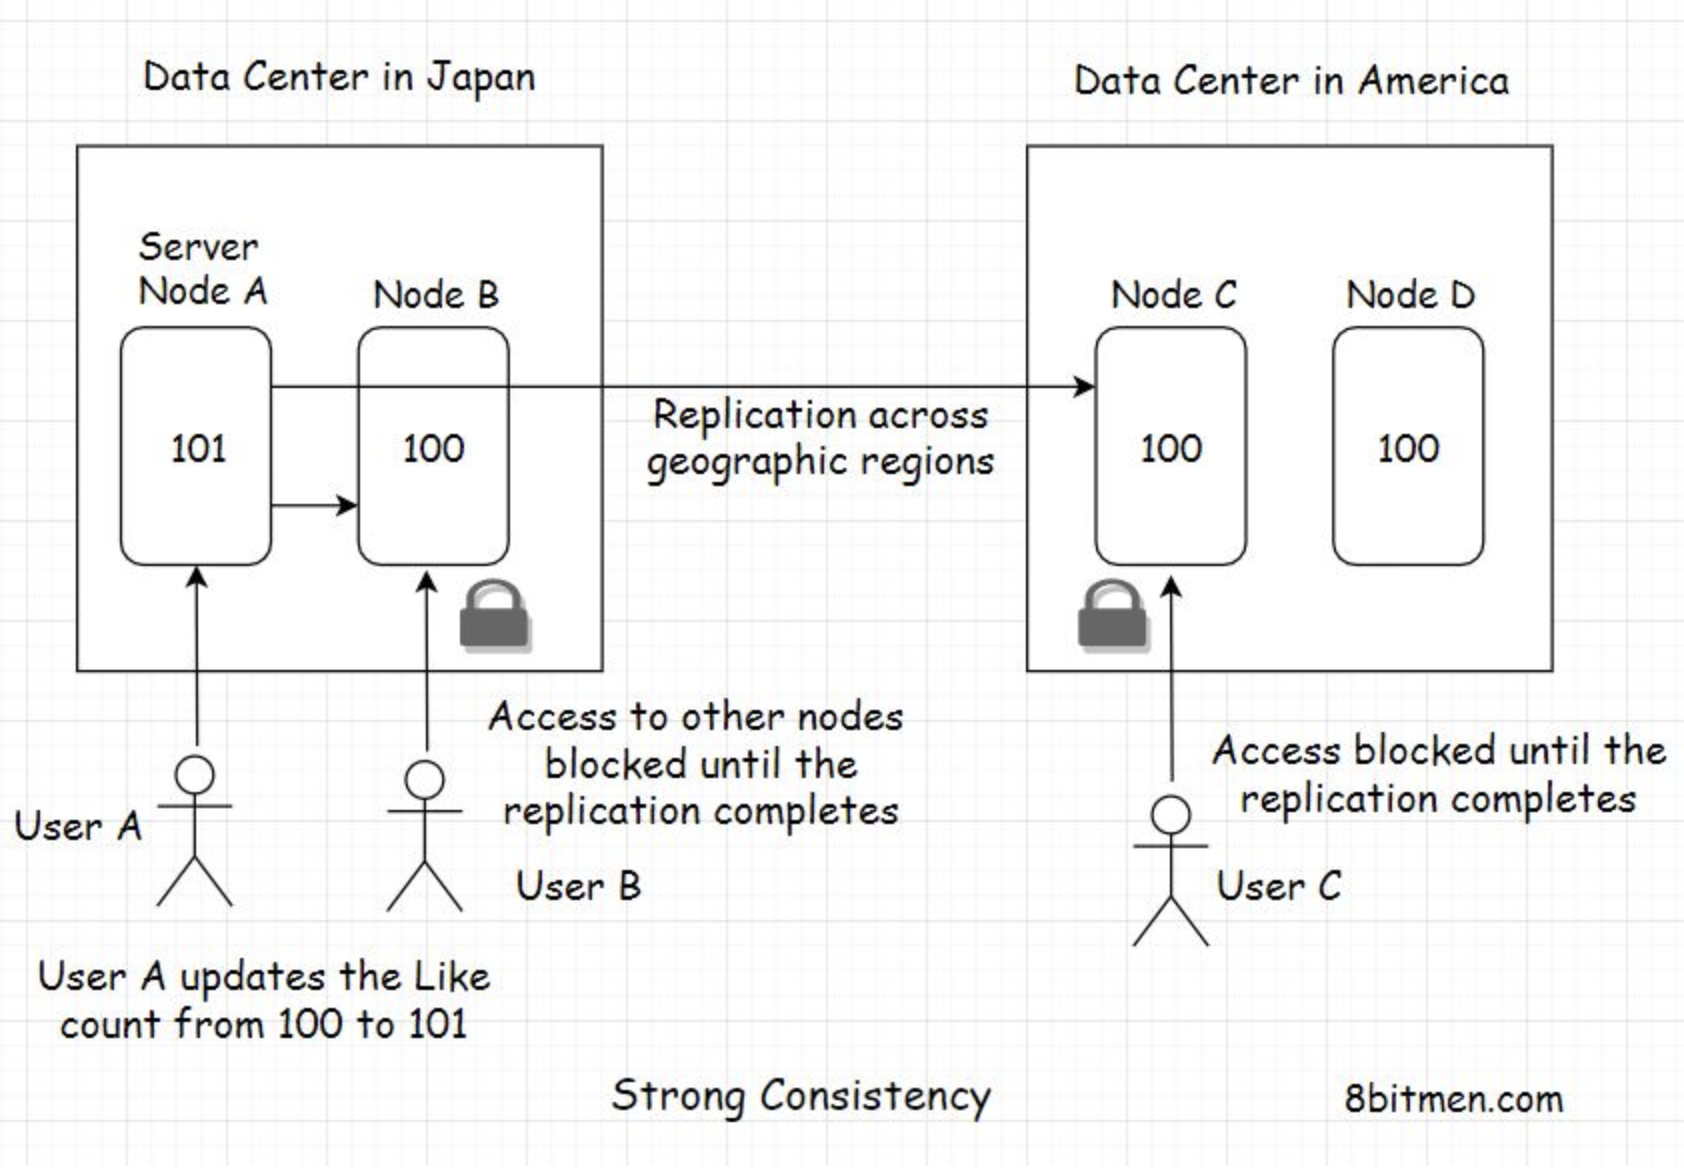 Data Center in Japan
Data Center in America
Server
Node A
Node B
Node C
Node D
101
100
100
100
Replication across
geographic regions
Access to other nodes
blocked until the
replication completes
Access blocked until the
replication completes
User A
User B
User C
User A updates the Like
count from 100 to 101
Strong Consistency
8bitmen.com